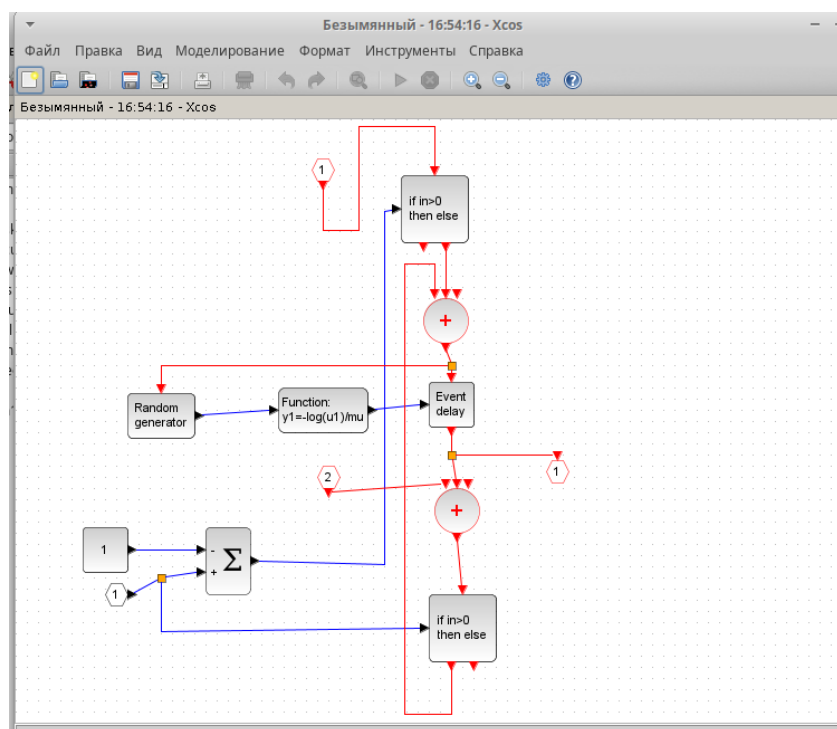 Безымянный - 16:54:16 - Xcos
Файл Правка Вид Моделирование Формат Инструменты Справка
Безымянный - 16:54:16 - Xcos
1
if in>0
then else
+
Random
generator
Function:
y1=-log(u1)/mu
Event
delay
2
1
+
1
-
+
Σ
1
if in>0
then else